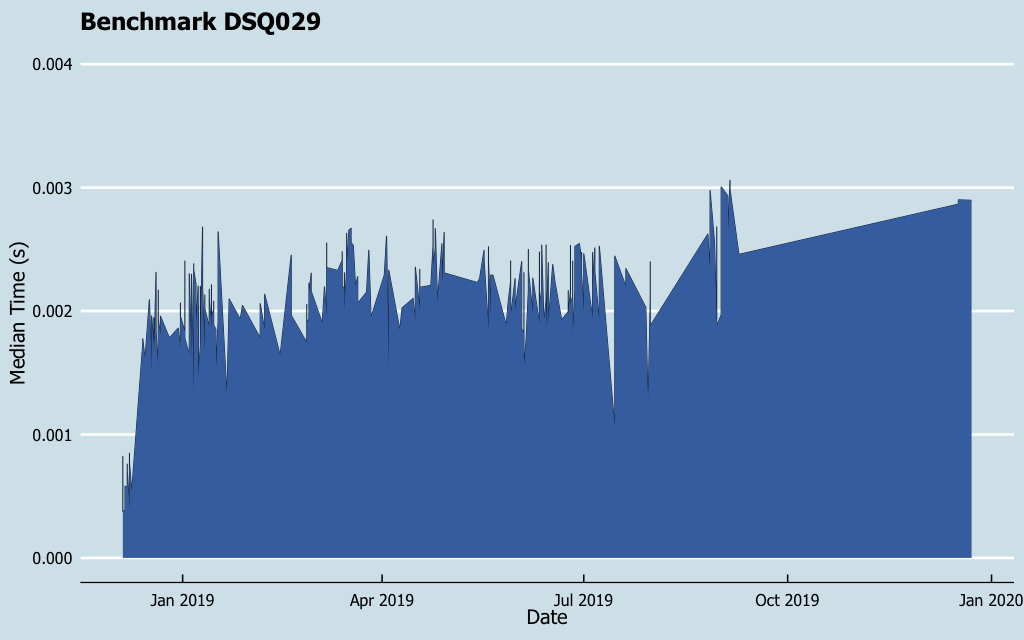 Benchmark DSQ029
0.004
0.003
0.002
0.001
0.000
Median Time (s)
Jan 2019
Apr 2019
Jul 2019
Oct 2019
Jan 2020
Date